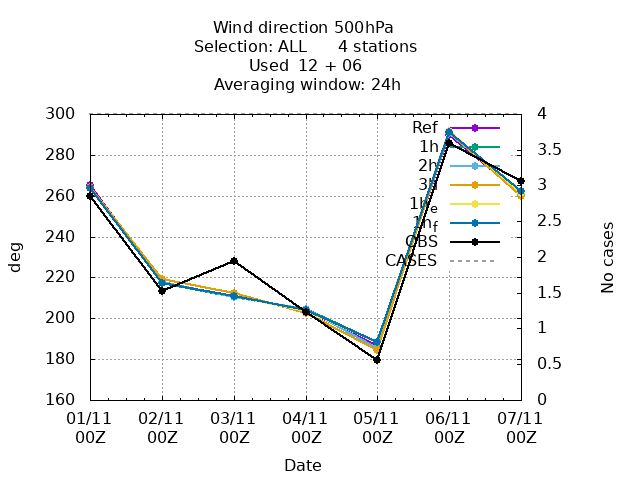 Wind direction 500hPa
Selection: ALL 4 stations
Used 12 + 06
Averaging window: 24h
300
280
260
240
220
200
180
160
deg
4
3.5
3
2.5
2
1.5
1
0.5
0
No cases
Ref
1h
2h
3h
1h_e
1h_f
OBS
CASES
01/11 02/11 03/11 04/11 05/11 06/11 07/11
00Z 00Z 00Z 00Z 00Z 00Z 00Z
Date